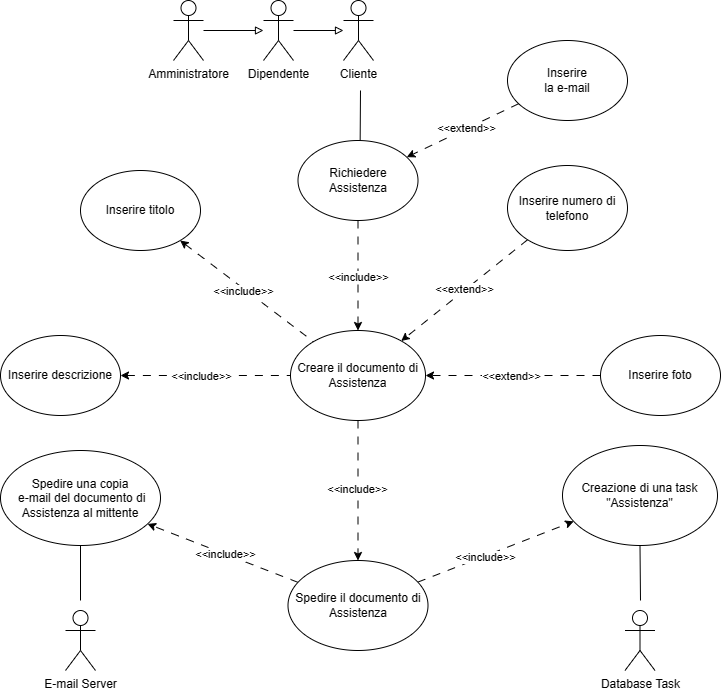 Amministratore
Dipendente
Cliente
Inserire
la e-mail
<<extend>>
Richiedere
Assistenza
Inserire titolo
Inserire numero di
telefono
<<include>>
<<include>>
<<extend>>
Inserire descrizione
<<include>>
Creare il documento di
Assistenza
<<extend>>
Inserire foto
Spedire una copia
e-mail del documento di
Assistenza al mittente
<<include>>
Creazione di una task
"Assistenza"
<<include>>
<<include>>
Spedire il documento di
Assistenza
E-mail Server
Database Task